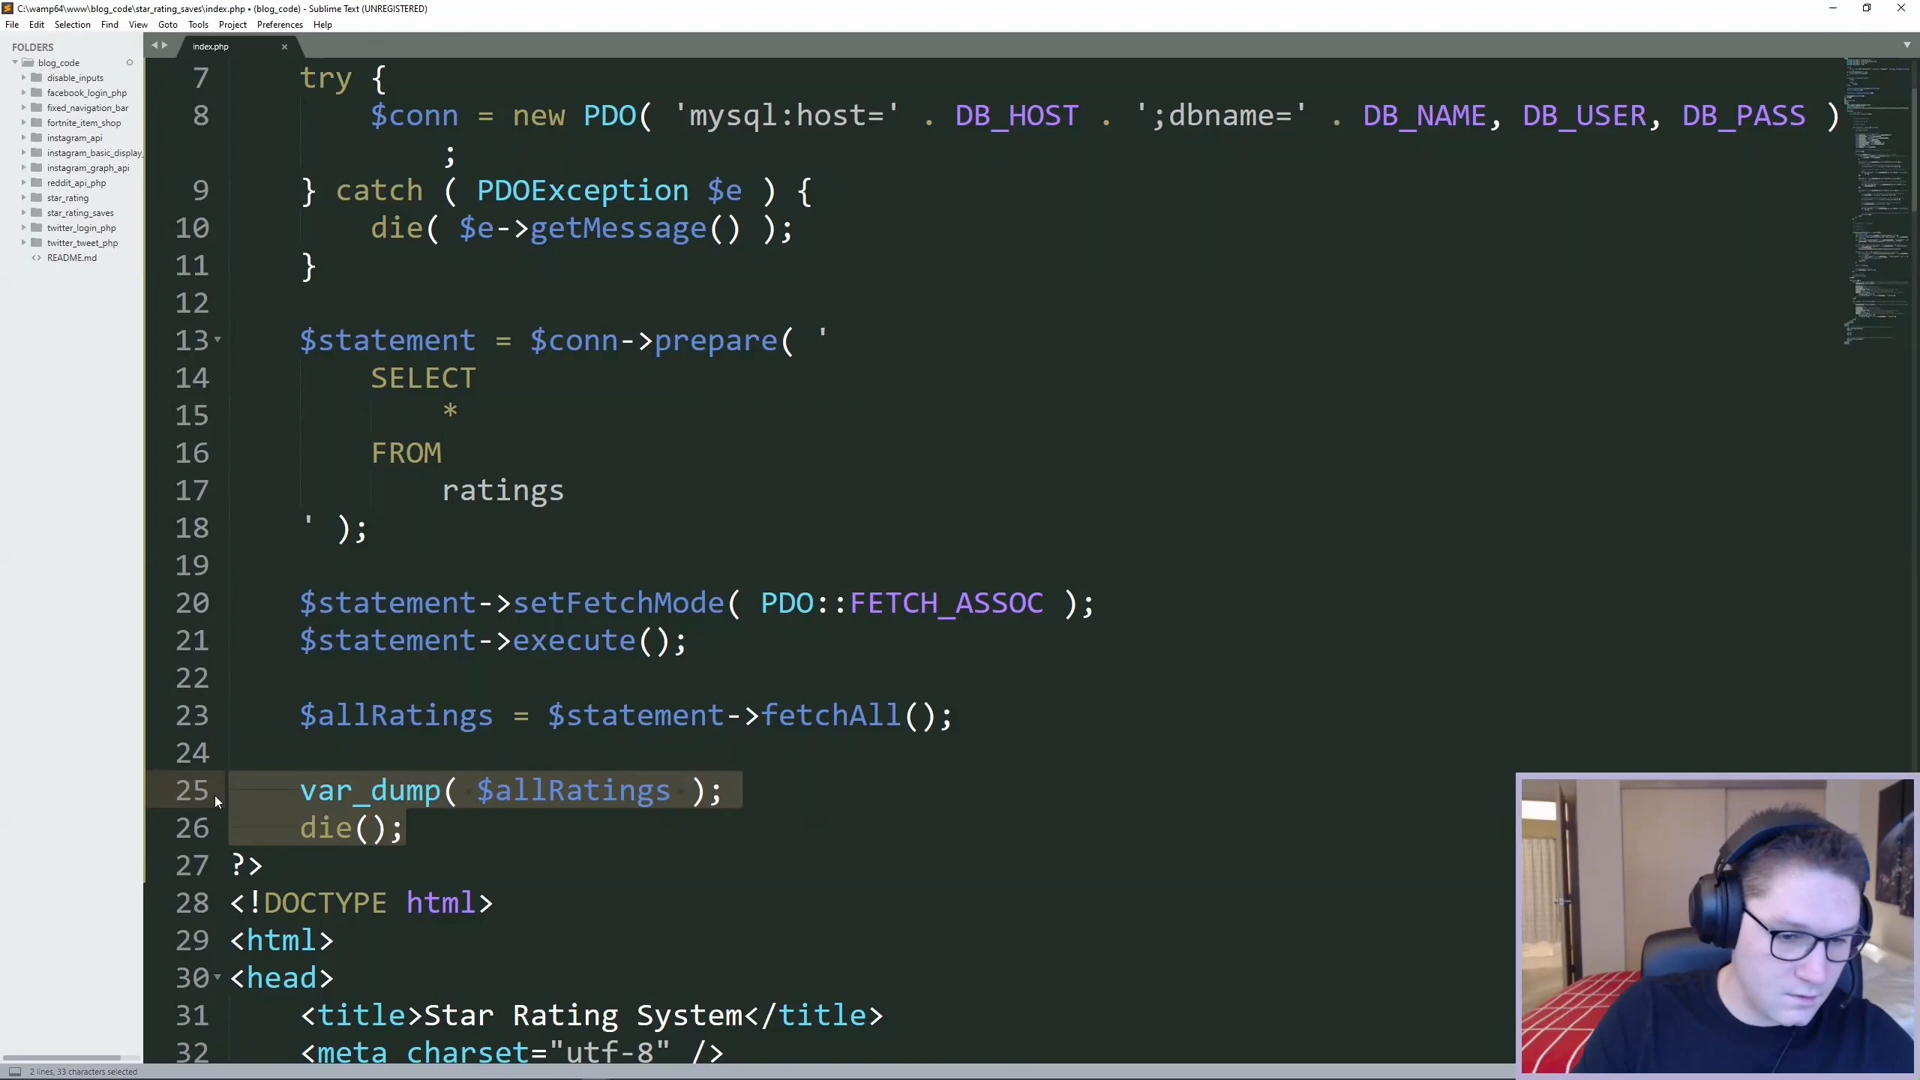 C:\wamp64\www\blog_code\star_rating_saves\index.php • (blog_code) - Sublime Text (UNREGISTERED)
File Edit Selection Find View Goto Tools Project Preferences Help
FOLDERS
blog_code
disable_inputs
facebook_login_php
fixed_navigation_bar
fortnite_item_shop
instagram_api
instagram_basic_display_
instagram_graph_api
reddit_api_php
star_rating
star_rating_saves
twitter_login_php
twitter_tweet_php
<> README.md
index.php
7 try {
8 $conn = new PDO( 'mysql:host=' . DB_HOST . ';dbname=' . DB_NAME, DB_USER, DB_PASS )
;
9 } catch ( PDOException $e ) {
10 die( $e->getMessage() );
11 }
12
13 $statement = $conn->prepare( '
14 SELECT
15 *
16 FROM
17 ratings
18 ' );
19
20 $statement->setFetchMode( PDO::FETCH_ASSOC );
21 $statement->execute();
22
23 $allRatings = $statement->fetchAll();
24
25 var_dump( $allRatings );
26 die();
27 ?>
28 <!DOCTYPE html>
29 <html>
30 <head>
31 <title>Star Rating System</title>
32 <meta charset="utf-8" />
2 lines, 33 characters selected